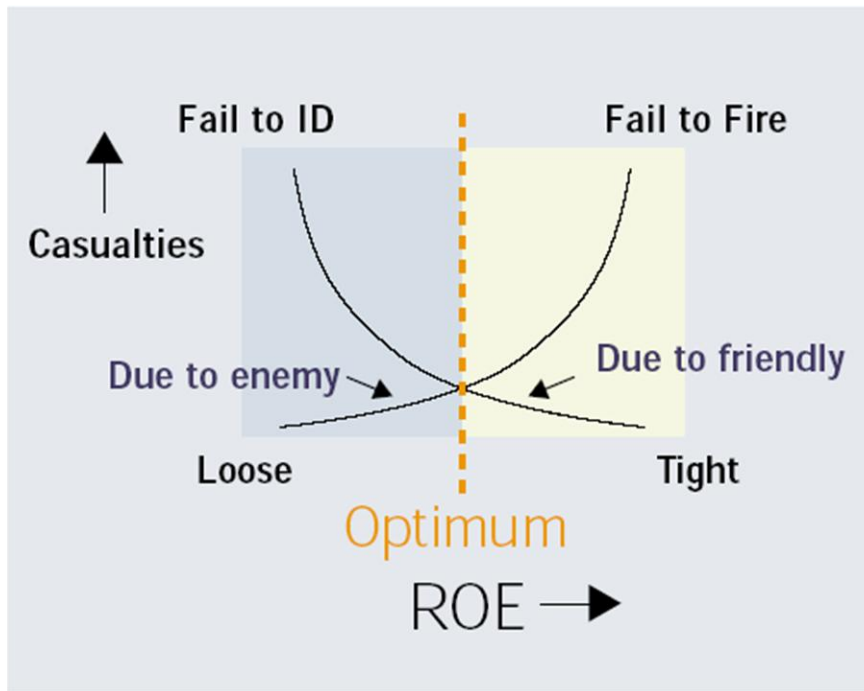 Fail to ID
Fail to Fire
Casualties
Due to enemy
Due to friendly
Loose
Tight
Optimum
ROE